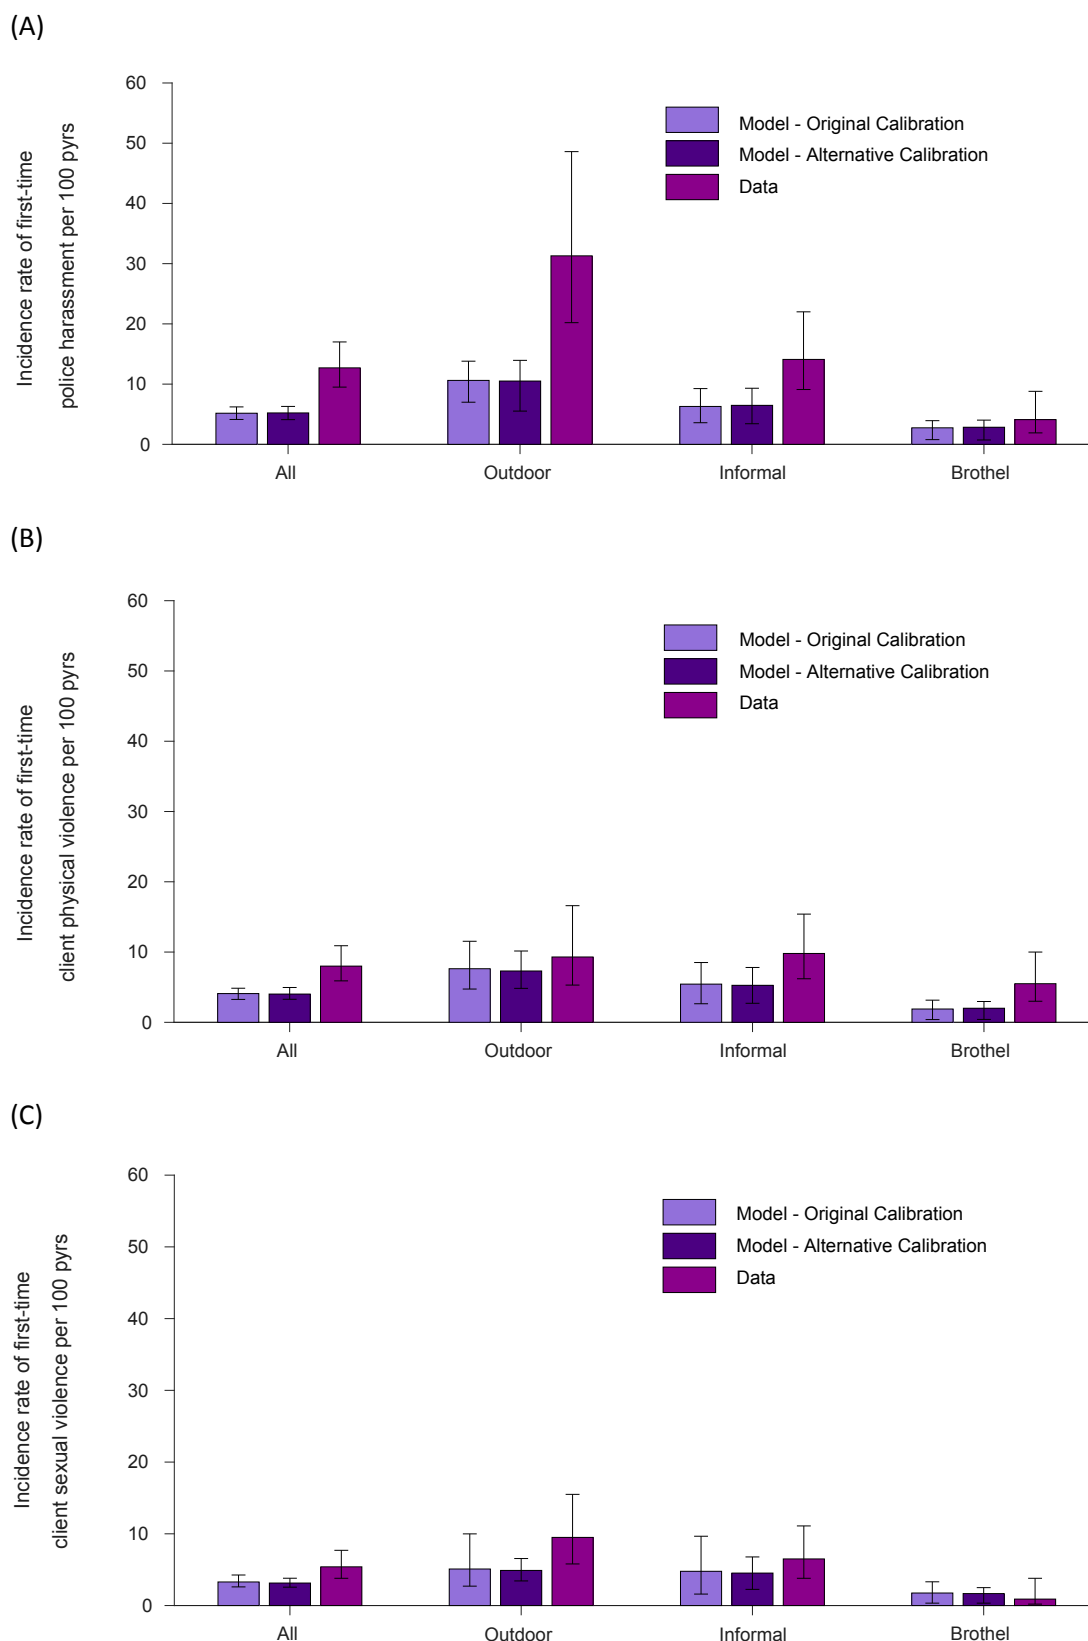 (A)
Incidence rate of first-time
police harassment per 100 pyrs
60
50
40
30
20
10
0
Model - Original Calibration
Model - Alternative Calibration
Data
All
Outdoor
Informal
Brothel
(B)
Incidence rate of first-time
client physical violence per 100 pyrs
60
50
40
30
20
10
0
Model - Original Calibration
Model - Alternative Calibration
Data
All
Outdoor
Informal
Brothel
(C)
Incidence rate of first-time
client sexual violence per 100 pyrs
60
50
40
30
20
10
0
Model - Original Calibration
Model - Alternative Calibration
Data
All
Outdoor
Informal
Brothel